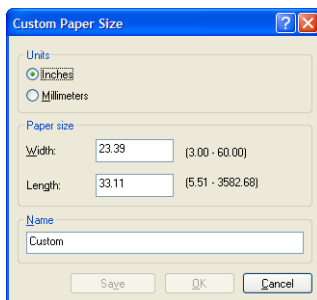 Custom Paper Size
?
X
Units
Inches
Millimeters
Paper size
Width: 23.39 (3.00 - 60.00)
Length: 33.11 (5.51 - 3582.68)
Name
Custom
Save OK Cancel